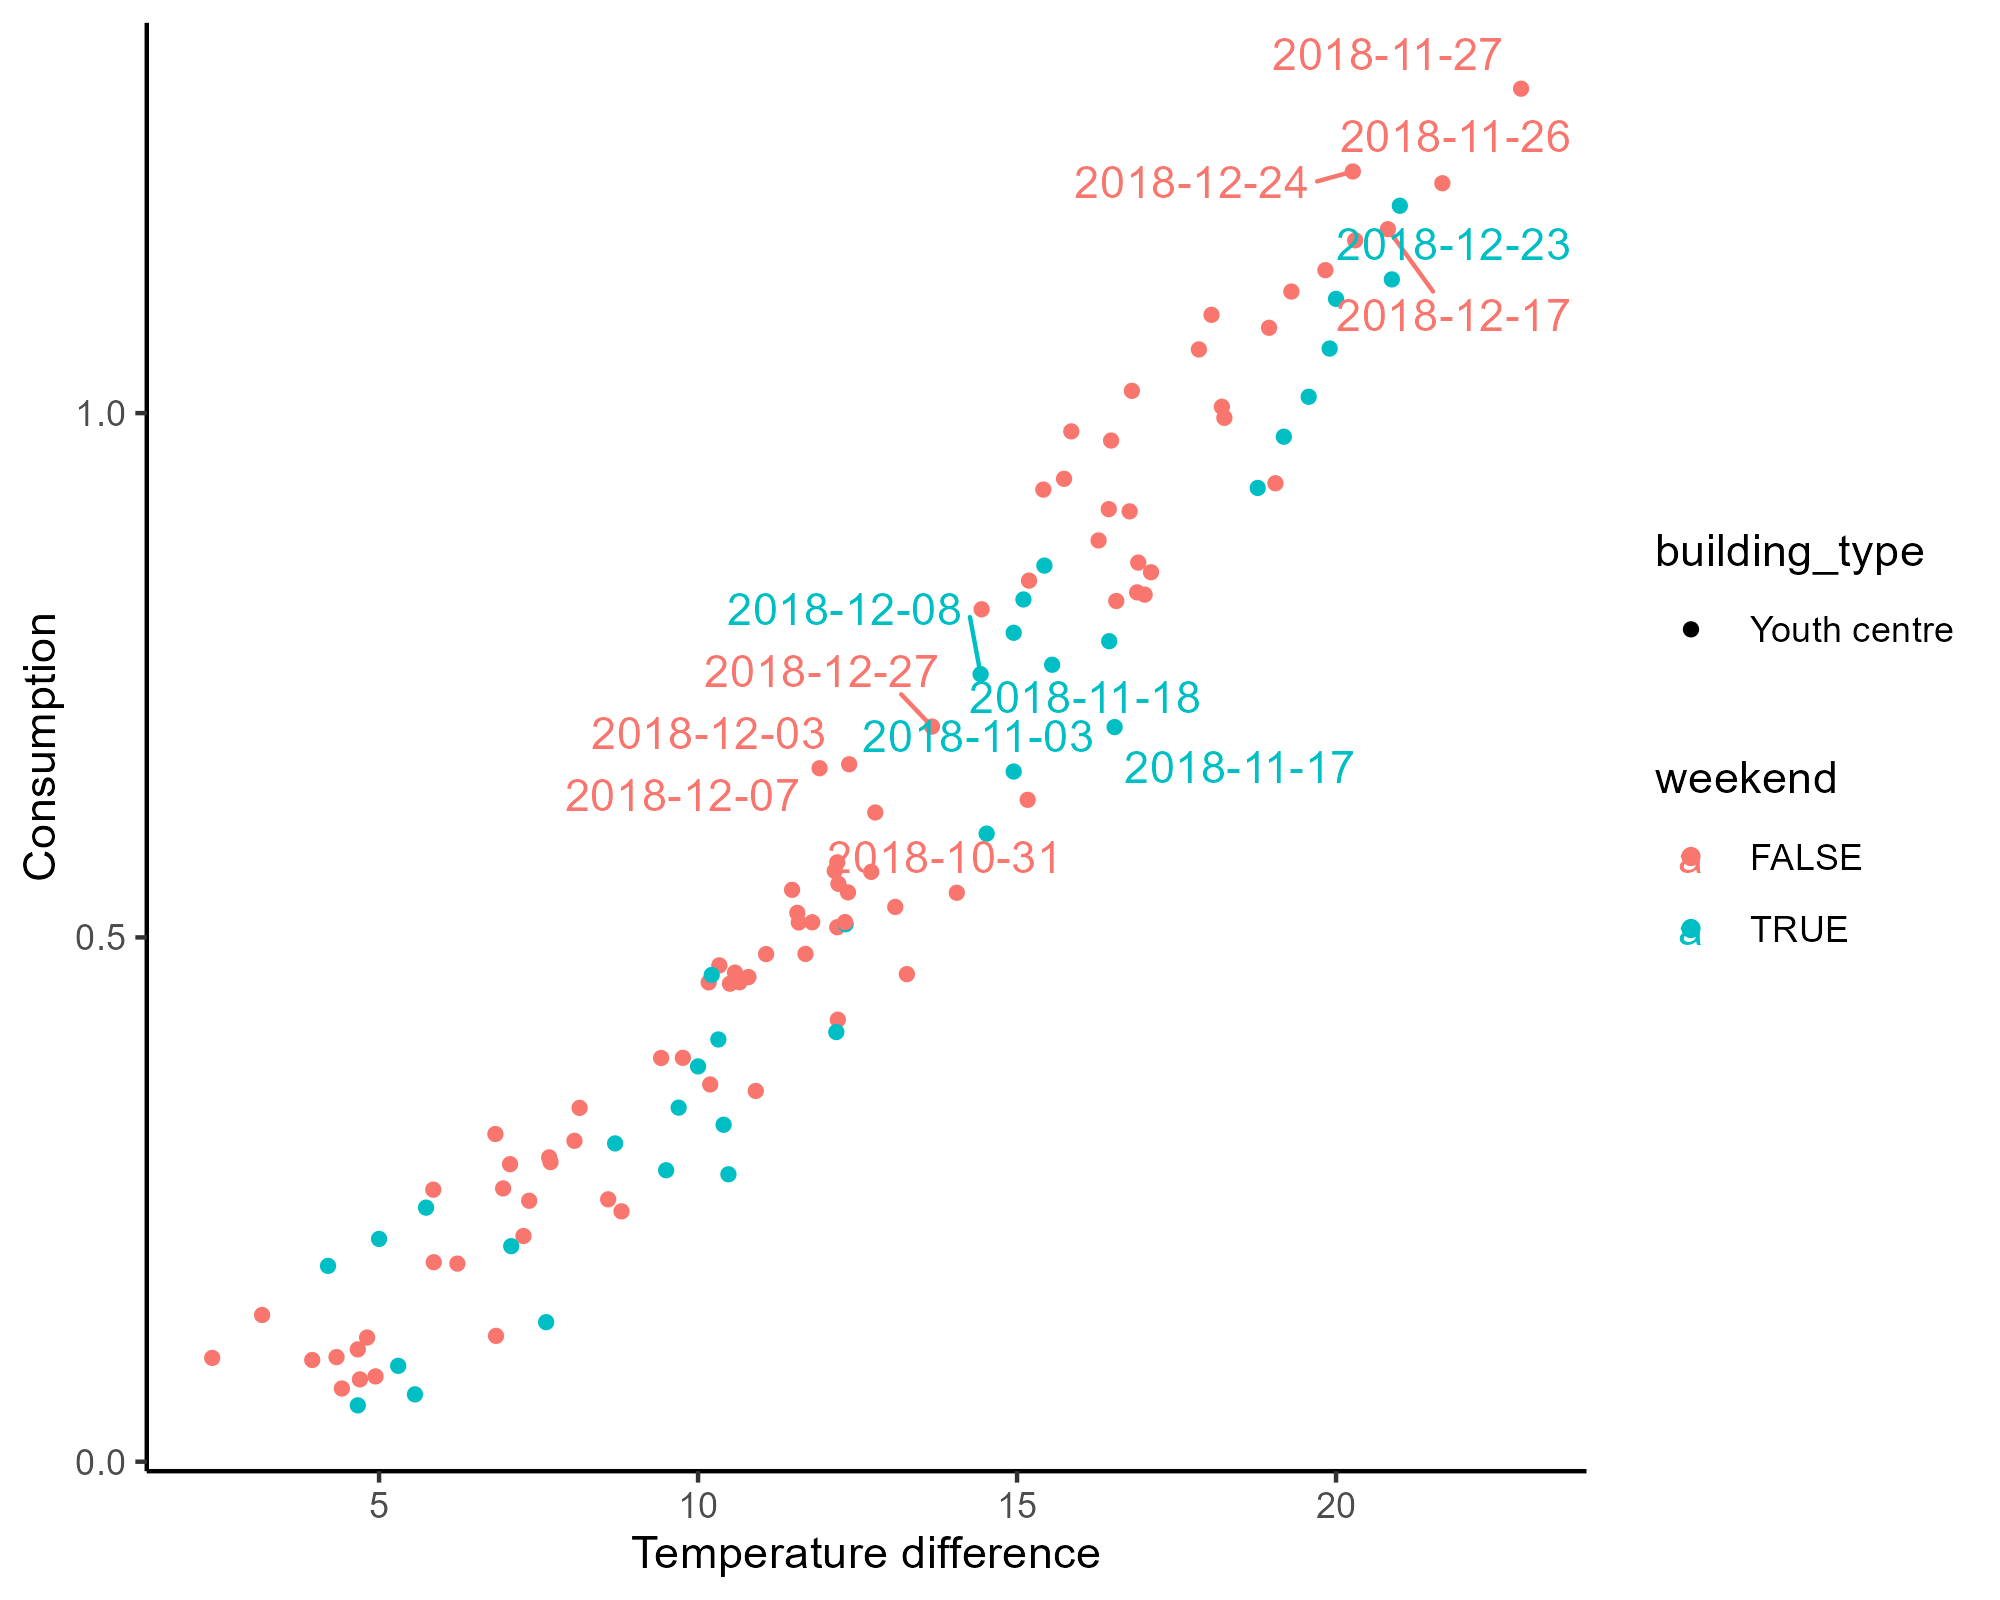 2018-11-27
2018-11-26
2018-12-24
2018-12-23
2018-12-17
1.0
building_type
Youth centre
2018-12-08
2018-12-27
2018-11-18
2018-12-03
2018-11-03
2018-11-17
2018-12-07
Consumption
weekend
2018-10-31
a FALSE
a TRUE
0.5
0.0
5 10 15 20
Temperature difference